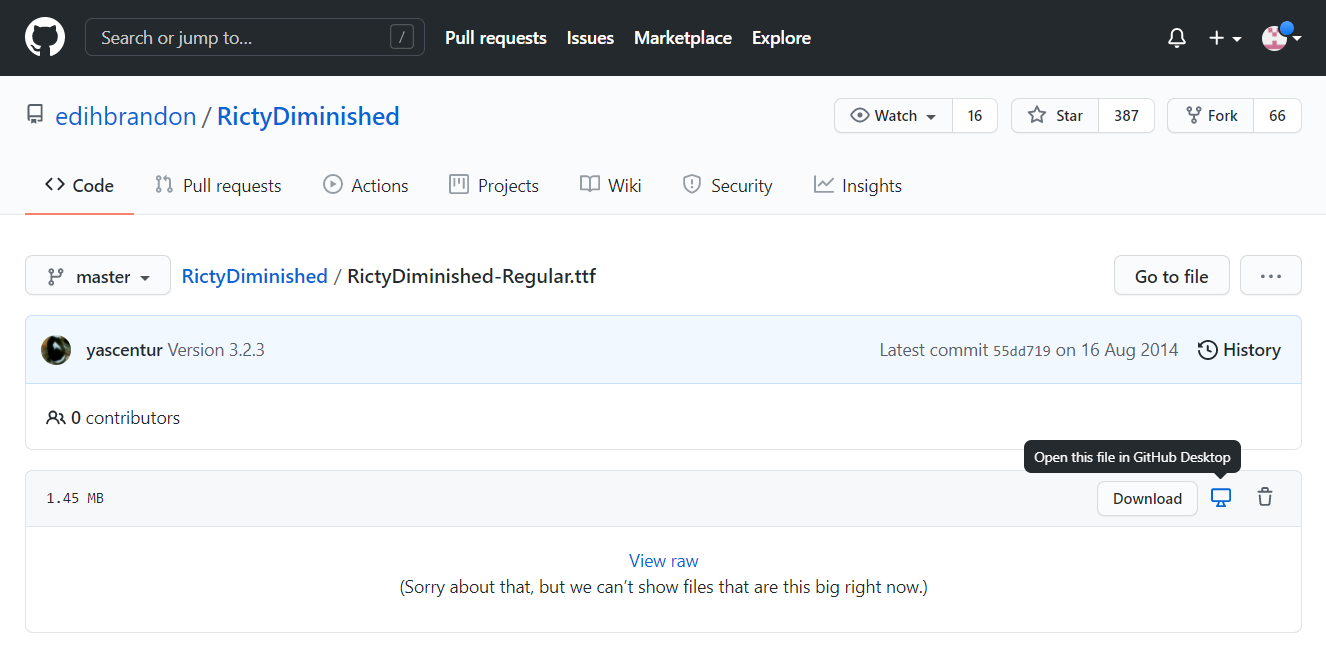 Search or jump to... /
Pull requests Issues Marketplace Explore
edihbrandon / RictyDiminished
Watch 16
Star 387
Fork 66
Code Pull requests Actions Projects Wiki Security Insights
master
RictyDiminished / RictyDiminished-Regular.ttf
Go to file
yascentur Version 3.2.3
Latest commit 55dd719 on 16 Aug 2014 History
0 contributors
Open this file in GitHub Desktop
1.45 MB
Download
View raw
(Sorry about that, but we can’t show files that are this big right now.)